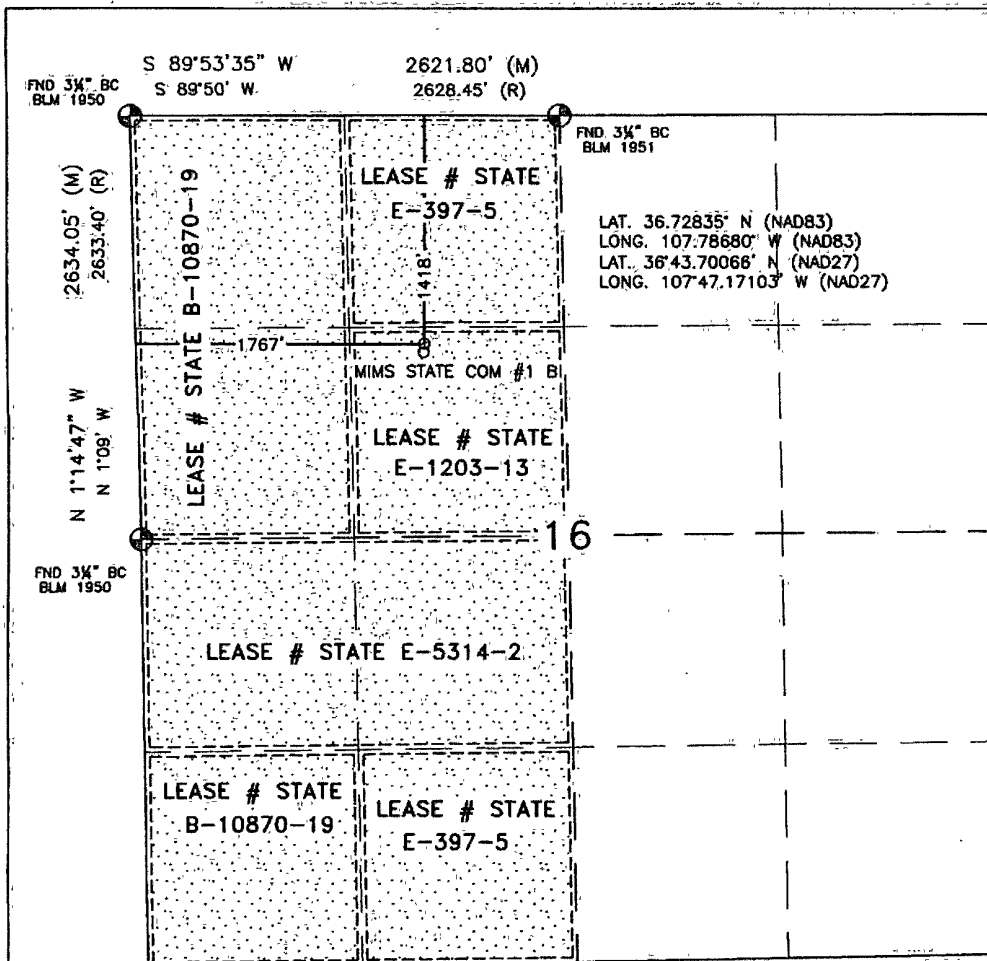 S 89°53'35" W 2621.80' (M)
S 89°50' W 2628.45' (R)
FND 3¼" BC
BLM 1950
FND 3¼" BC
BLM 1951
2634.05' (M)
2633.40' (R)
N 1°14'47" W
N 1°09' W
LEASE # STATE B-10870-19
LEASE # STATE
E-397-5
1418'
LAT. 36.72835° N (NAD83)
LONG. 107.78680° W (NAD83)
LAT. 36°43.70066' N (NAD27)
LONG. 107°47.17103' W (NAD27)
1767'
MIMS STATE COM #1 B
LEASE # STATE
E-1203-13
16
FND 3¼" BC
BLM 1950
LEASE # STATE E-5314-2
LEASE # STATE
B-10870-19
LEASE # STATE
E-397-5